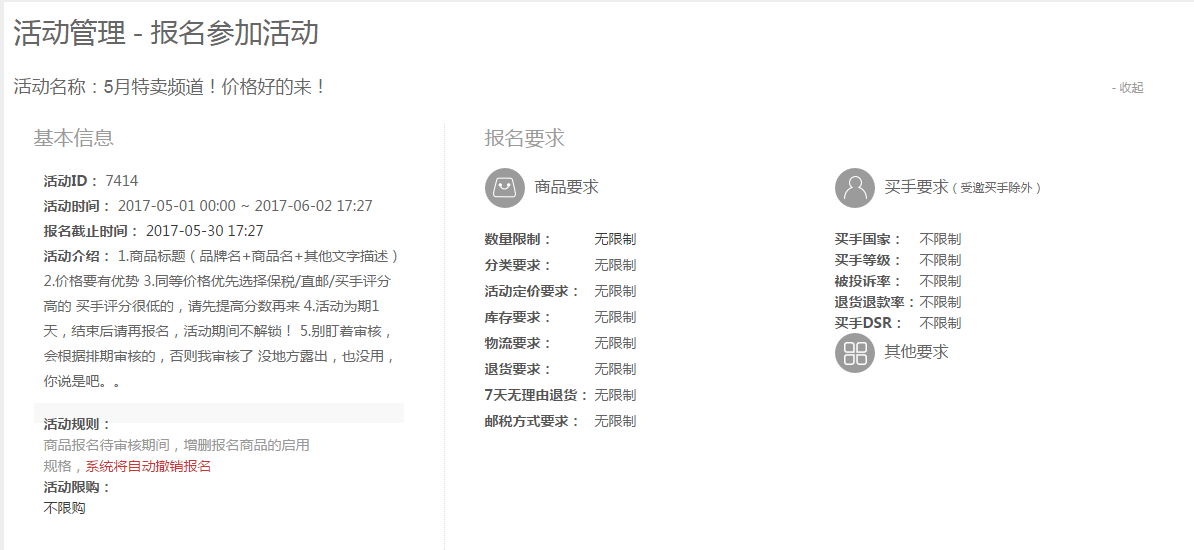 活动管理 - 报名参加活动
活动名称：5月特卖频道！价格好的来！
- 收起
基本信息
活动ID： 7414
活动时间： 2017-05-01 00:00 ~ 2017-06-02 17:27
报名截止时间： 2017-05-30 17:27
活动介绍： 1.商品标题（品牌名+商品名+其他文字描述）
2.价格要有优势 3.同等价格优先选择保税/直邮/买手评分
高的 买手评分很低的，请先提高分数再来 4.活动为期1
天，结束后请再报名，活动期间不解锁！ 5.别盯着审核，
会根据排期审核的，否则我审核了 没地方露出，也没用，
你说是吧。。
活动规则：
商品报名待审核期间，增删报名商品的启用
规格，系统将自动撤销报名
活动限购：
不限购
报名要求
商品要求
数量限制： 无限制
分类要求： 无限制
活动定价要求： 无限制
库存要求： 无限制
物流要求： 无限制
退货要求： 无限制
7天无理由退货： 无限制
邮税方式要求： 无限制
买手要求（受邀买手除外）
买手国家： 不限制
买手等级： 不限制
被投诉率： 不限制
退货退款率： 不限制
买手DSR： 不限制
其他要求